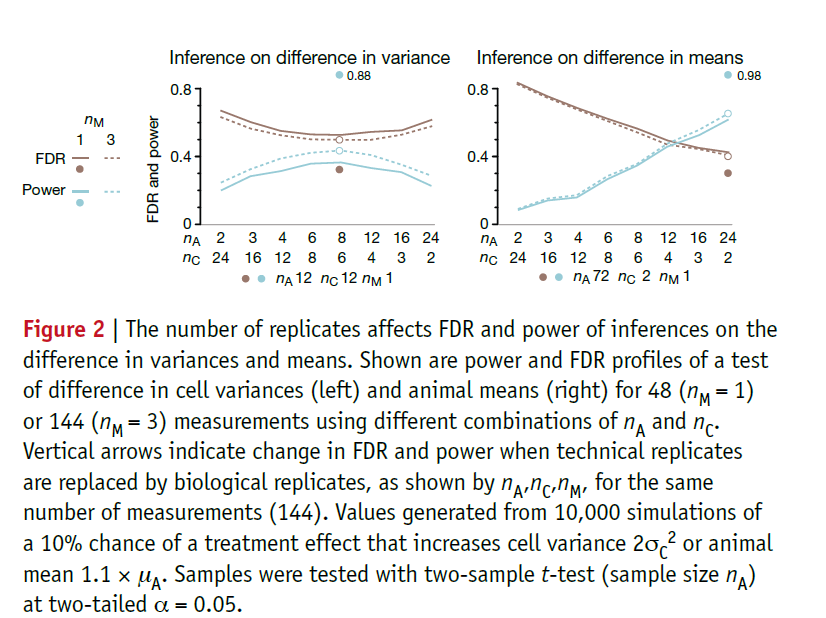 Inference on difference in variance
Inference on difference in means
0.88
0.98
0.8
0.4
0
FDR and power
0.8
0.4
0
nM
1 3
FDR
Power
nA 2 3 4 6 8 12 16 24
nC 24 16 12 8 6 4 3 2
nA 12 nC 12 nM 1
nA 2 3 4 6 8 12 16 24
nC 24 16 12 8 6 4 3 2
nA 72 nC 2 nM 1
Figure 2 | The number of replicates affects FDR and power of inferences on the
difference in variances and means. Shown are power and FDR profiles of a test
of difference in cell variances (left) and animal means (right) for 48 (nM = 1)
or 144 (nM = 3) measurements using different combinations of nA and nC.
Vertical arrows indicate change in FDR and power when technical replicates
are replaced by biological replicates, as shown by nA,nC,nM, for the same
number of measurements (144). Values generated from 10,000 simulations of
a 10% chance of a treatment effect that increases cell variance 2σC² or animal
mean 1.1 × μA. Samples were tested with two-sample t-test (sample size nA)
at two-tailed α = 0.05.